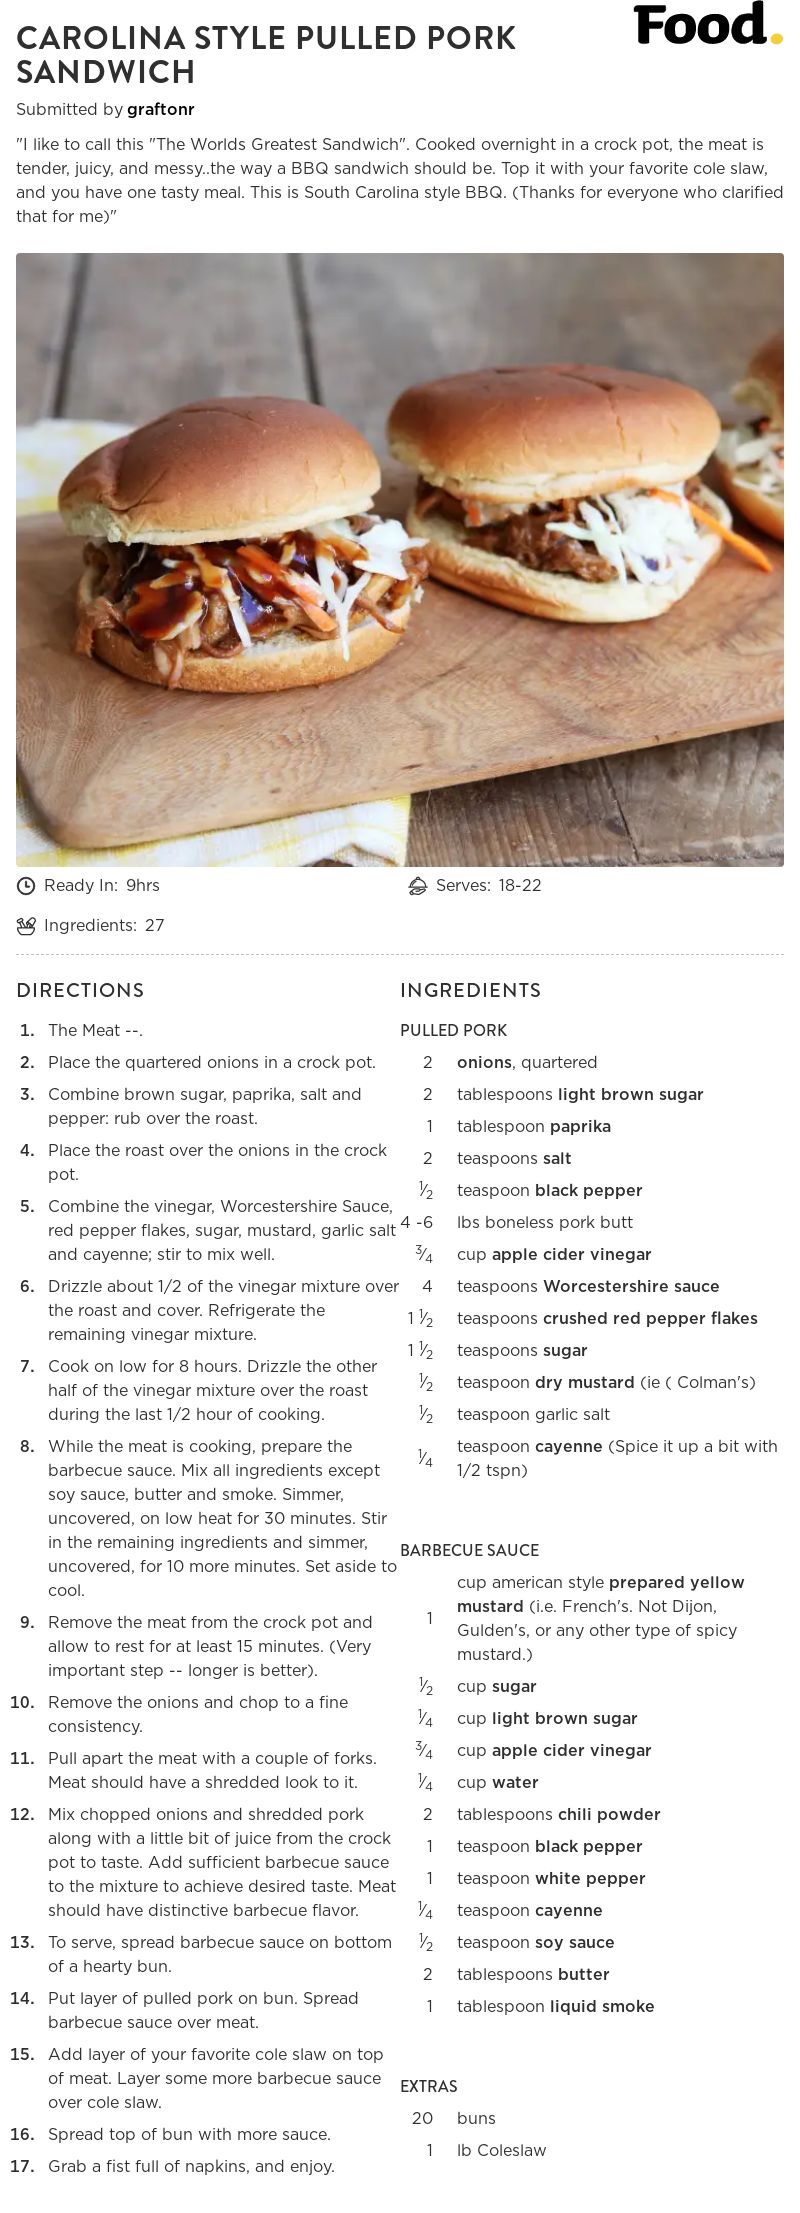 CAROLINA STYLE PULLED PORK
SANDWICH
Food.
Submitted by graftonr
"I like to call this "The Worlds Greatest Sandwich". Cooked overnight in a crock pot, the meat is
tender, juicy, and messy..the way a BBQ sandwich should be. Top it with your favorite cole slaw,
and you have one tasty meal. This is South Carolina style BBQ. (Thanks for everyone who clarified
that for me)"
Ready In: 9hrs
Serves: 18-22
Ingredients: 27
DIRECTIONS
1. The Meat --.
2. Place the quartered onions in a crock pot.
3. Combine brown sugar, paprika, salt and
pepper: rub over the roast.
4. Place the roast over the onions in the crock
pot.
5. Combine the vinegar, Worcestershire Sauce,
red pepper flakes, sugar, mustard, garlic salt
and cayenne; stir to mix well.
6. Drizzle about 1/2 of the vinegar mixture over
the roast and cover. Refrigerate the
remaining vinegar mixture.
7. Cook on low for 8 hours. Drizzle the other
half of the vinegar mixture over the roast
during the last 1/2 hour of cooking.
8. While the meat is cooking, prepare the
barbecue sauce. Mix all ingredients except
soy sauce, butter and smoke. Simmer,
uncovered, on low heat for 30 minutes. Stir
in the remaining ingredients and simmer,
uncovered, for 10 more minutes. Set aside to
cool.
9. Remove the meat from the crock pot and
allow to rest for at least 15 minutes. (Very
important step -- longer is better).
10. Remove the onions and chop to a fine
consistency.
11. Pull apart the meat with a couple of forks.
Meat should have a shredded look to it.
12. Mix chopped onions and shredded pork
along with a little bit of juice from the crock
pot to taste. Add sufficient barbecue sauce
to the mixture to achieve desired taste. Meat
should have distinctive barbecue flavor.
13. To serve, spread barbecue sauce on bottom
of a hearty bun.
14. Put layer of pulled pork on bun. Spread
barbecue sauce over meat.
15. Add layer of your favorite cole slaw on top
of meat. Layer some more barbecue sauce
over cole slaw.
16. Spread top of bun with more sauce.
17. Grab a fist full of napkins, and enjoy.
INGREDIENTS
PULLED PORK
2 onions, quartered
2 tablespoons light brown sugar
1 tablespoon paprika
2 teaspoons salt
1⁄2 teaspoon black pepper
4 -6 lbs boneless pork butt
3⁄4 cup apple cider vinegar
4 teaspoons Worcestershire sauce
1 1⁄2 teaspoons crushed red pepper flakes
1 1⁄2 teaspoons sugar
1⁄2 teaspoon dry mustard (ie ( Colman's)
1⁄2 teaspoon garlic salt
1⁄4 teaspoon cayenne (Spice it up a bit with
1/2 tspn)
BARBECUE SAUCE
1 cup american style prepared yellow
mustard (i.e. French's. Not Dijon,
Gulden's, or any other type of spicy
mustard.)
1⁄2 cup sugar
1⁄4 cup light brown sugar
3⁄4 cup apple cider vinegar
1⁄4 cup water
2 tablespoons chili powder
1 teaspoon black pepper
1 teaspoon white pepper
1⁄4 teaspoon cayenne
1⁄2 teaspoon soy sauce
2 tablespoons butter
1 tablespoon liquid smoke
EXTRAS
20 buns
1 lb Coleslaw